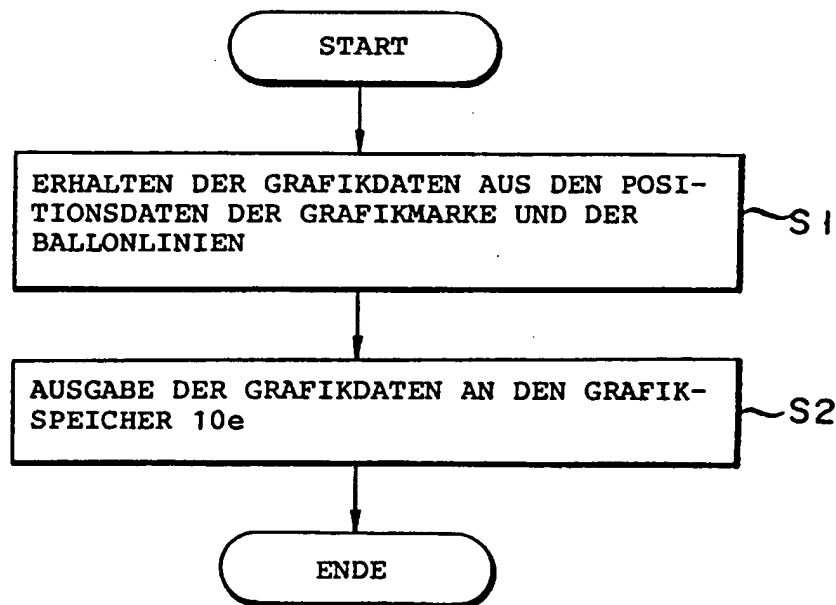 START
ERHALTEN DER GRAFIKDATEN AUS DEN POSI-
TIONSDATEN DER GRAFIKMARKE UND DER
BALLONLINIEN
S1
AUSGABE DER GRAFIKDATEN AN DEN GRAFIK-
SPEICHER 10e
S2
ENDE